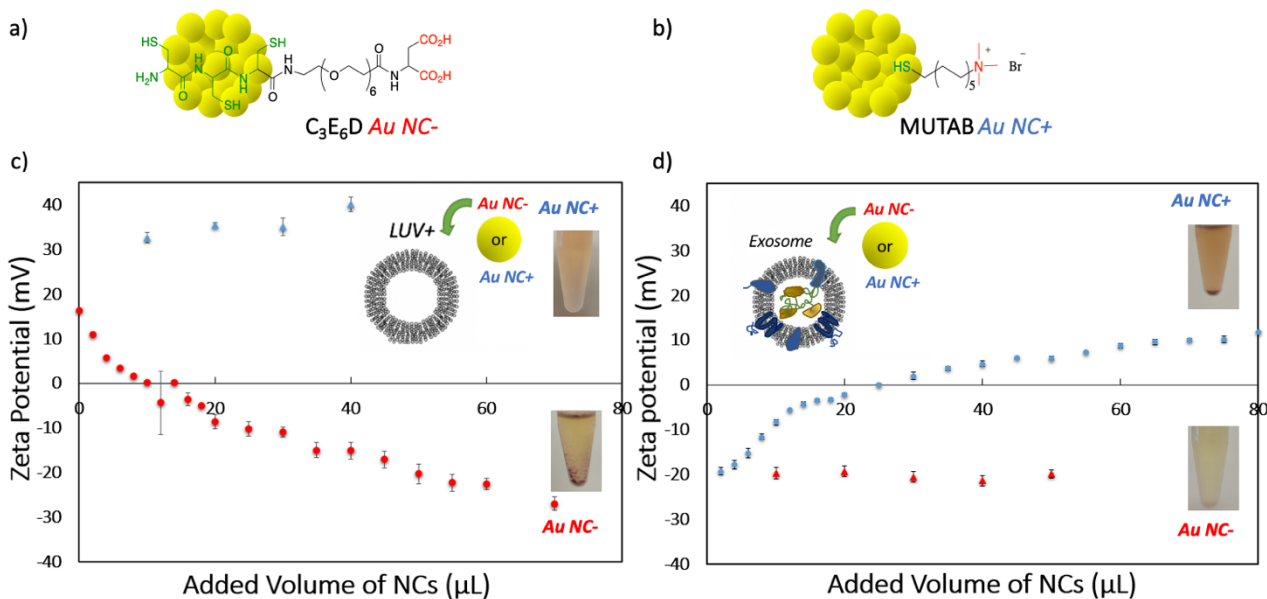 a)
HS
SH
O
H
N
CO₂H
H₂N
N
H
N
O
CO₂H
O
SH
O
6
O
N
H
C₃E₆D Au NC-
b)
HS
N
+
Br
-
5
MUTAB Au NC+
c)
Zeta Potential (mV)
40
30
20
10
0
-10
-20
-30
-40
0
20
40
60
80
LUV+
Au NC-
or
Au NC+
Au NC+
Au NC-
Added Volume of NCs (µL)
d)
Zeta potential (mV)
40
30
20
10
0
-10
-20
-30
-40
0
20
40
60
80
Exosome
Au NC-
or
Au NC+
Au NC+
Au NC-
Added Volume of NCs (µL)